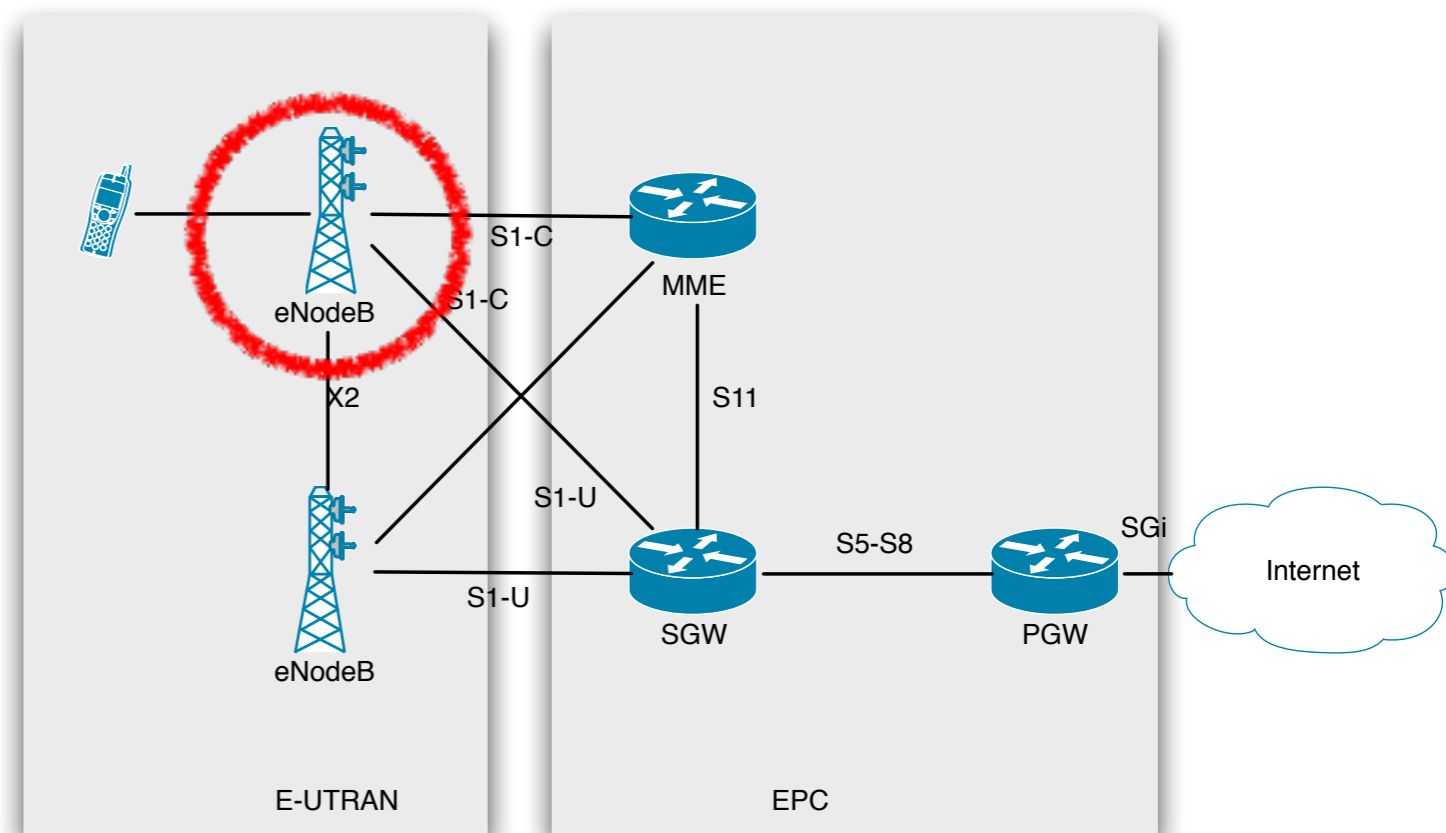 S1-C
MME
S1-C
eNodeB
X2
S11
S1-U
SGi
S5-S8
Internet
S1-U
SGW
PGW
eNodeB
E-UTRAN
EPC